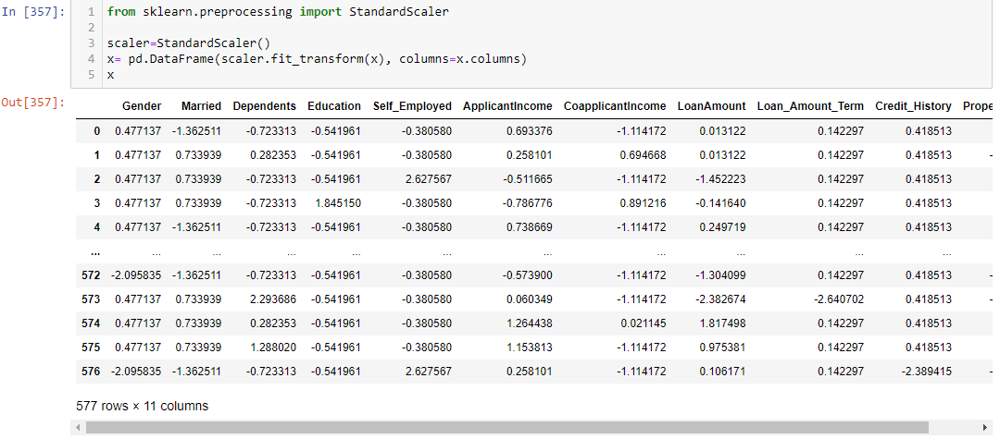 In [357]:
1 from sklearn.preprocessing import StandardScaler
2
3 scaler=StandardScaler()
4 x= pd.DataFrame(scaler.fit_transform(x), columns=x.columns)
5 x
Out[357]:
Gender Married Dependents Education Self_Employed ApplicantIncome CoapplicantIncome LoanAmount Loan_Amount_Term Credit_History Prope
0 0.477137 -1.362511 -0.723313 -0.541961 -0.380580 0.693376 -1.114172 0.013122 0.142297 0.418513
1 0.477137 0.733939 0.282353 -0.541961 -0.380580 0.258101 0.694668 0.013122 0.142297 0.418513 -
2 0.477137 0.733939 -0.723313 -0.541961 2.627567 -0.511665 -1.114172 -1.452223 0.142297 0.418513
3 0.477137 0.733939 -0.723313 1.845150 -0.380580 -0.786776 0.891216 -0.141640 0.142297 0.418513
4 0.477137 -1.362511 -0.723313 -0.541961 -0.380580 0.738669 -1.114172 0.249719 0.142297 0.418513
... ... ... ... ... ... ... ... ... ... ...
572 -2.095835 -1.362511 -0.723313 -0.541961 -0.380580 -0.573900 -1.114172 -1.304099 0.142297 0.418513 -
573 0.477137 0.733939 2.293686 -0.541961 -0.380580 0.060349 -1.114172 -2.382674 -2.640702 0.418513 -
574 0.477137 0.733939 0.282353 -0.541961 -0.380580 1.264438 0.021145 1.817498 0.142297 0.418513
575 0.477137 0.733939 1.288020 -0.541961 -0.380580 1.153813 -1.114172 0.975381 0.142297 0.418513
576 -2.095835 -1.362511 -0.723313 -0.541961 2.627567 0.258101 -1.114172 0.106171 0.142297 -2.389415 -
577 rows × 11 columns